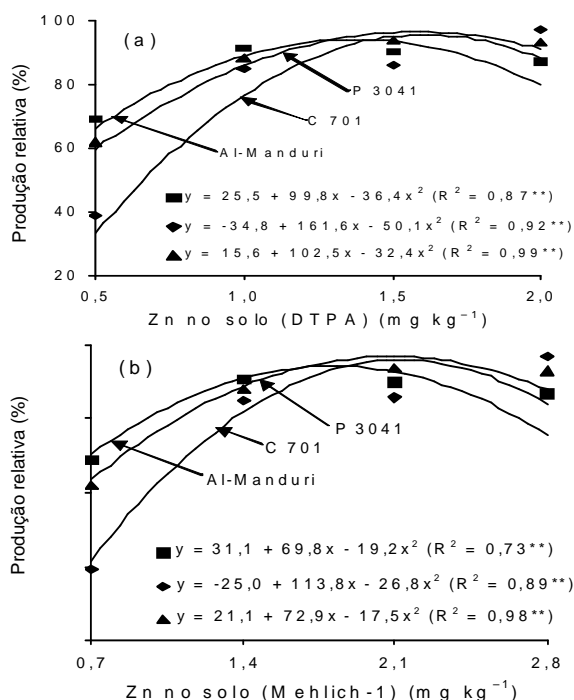 100
(a)
80
P 3041
C 701
60
Al-Manduri
y = 25,5 + 99,8x - 36,4x² (R² = 0,87**)
40
y = -34,8 + 161,6x - 50,1x² (R² = 0,92**)
y = 15,6 + 102,5x - 32,4x² (R² = 0,99**)
20
Produção relativa (%)
0,5 1,0 1,5 2,0
Zn no solo (DTPA) (mg kg⁻¹)
(b)
P 3041
C 701
Al-Manduri
Produção relativa (%)
y = 31,1 + 69,8x - 19,2x² (R² = 0,73**)
y = -25,0 + 113,8x - 26,8x² (R² = 0,89**)
y = 21,1 + 72,9x - 17,5x² (R² = 0,98**)
0,7 1,4 2,1 2,8
Zn no solo (Mehlich-1) (mg kg⁻¹)